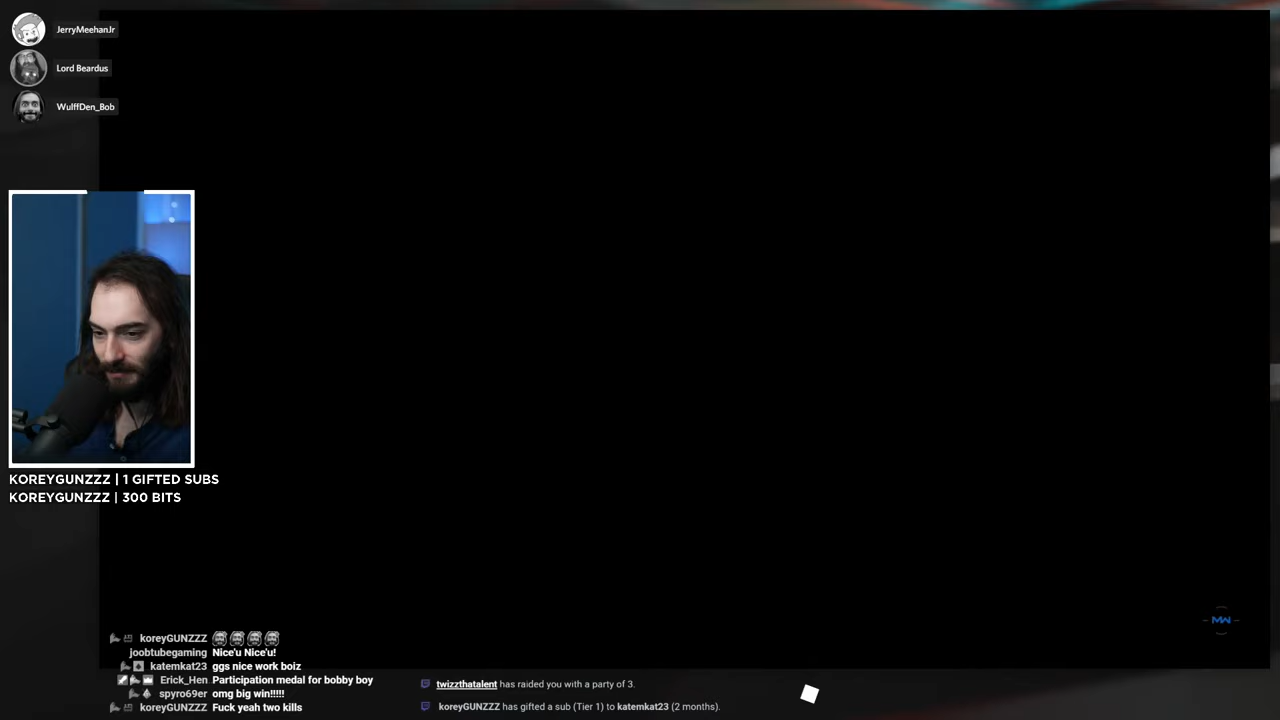 JerryMeehanJr
Lord Beardus
WulffDen_Bob
KOREYGUNZZZ | 1 GIFTED SUBS
KOREYGUNZZZ | 300 BITS
MW
koreyGUNZZZ
joobtubegaming Nice'u Nice'u!
katemkat23 ggs nice work boiz
Erick_Hen Participation medal for bobby boy
spyro69er omg big win!!!!!
koreyGUNZZZ Fuck yeah two kills
twizzthatalent has raided you with a party of 3.
koreyGUNZZZ has gifted a sub (Tier 1) to katemkat23 (2 months).